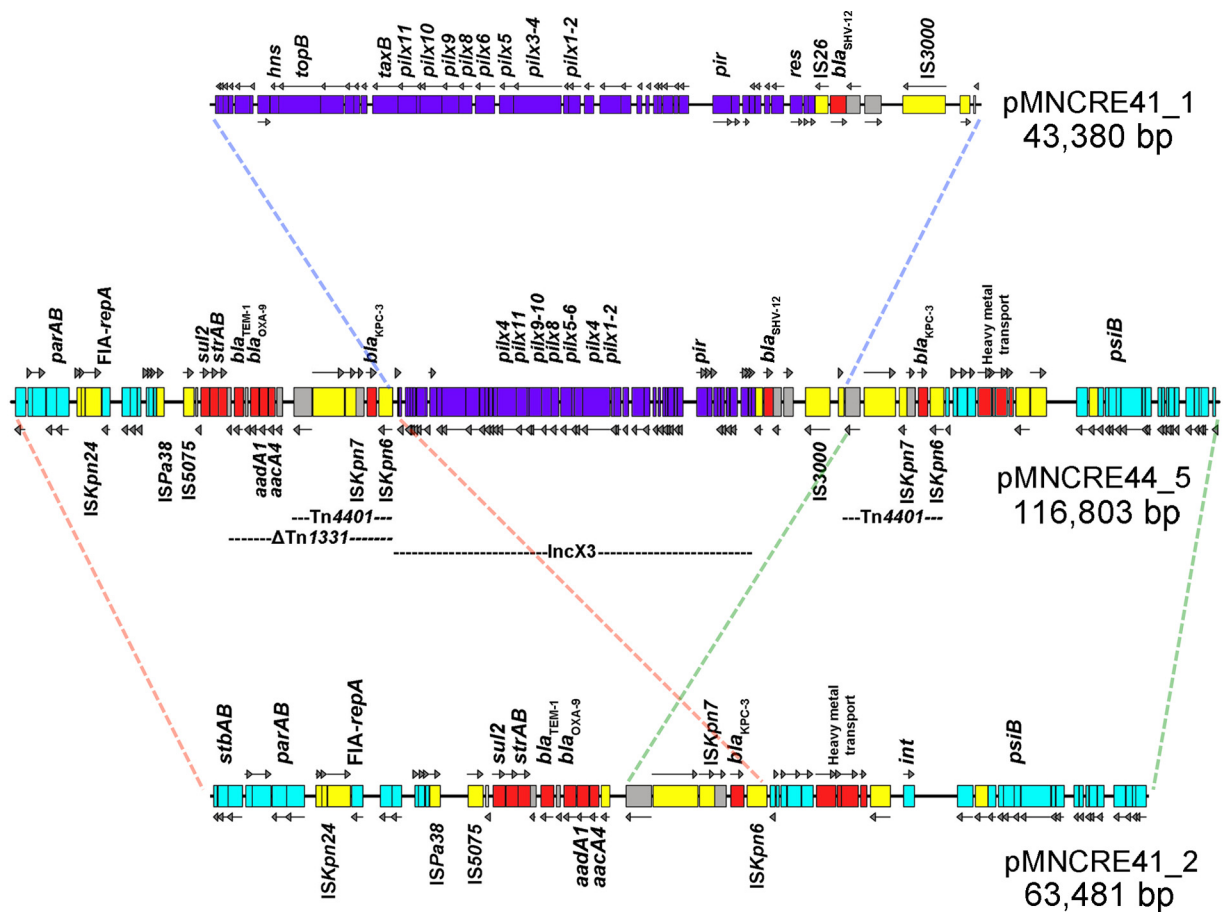 hns
topB
taxB
pilx11
pilx10
pilx9
pilx8
pilx6
pilx5
pilx3-4
pilx1-2
pir
res
IS26
blaSHV-12
IS3000
pMNCRE41_1
43,380 bp
parAB
FIA-repA
sul2
strAB
blaTEM-1
blaOXA-9
blaKPC-3
pilx4
pilx11
pilx9-10
pilx8
pilx5-6
pilx4
pilx1-2
pir
blaSHV-12
blaKPC-3
Heavy metal
transport
psiB
ISKpn24
ISPa38
IS5075
aadA1
aacA4
ISKpn7
ISKpn6
IS3000
ISKpn7
ISKpn6
pMNCRE44_5
116,803 bp
---Tn4401---
-------ΔTn1331-------
---Tn4401---
--------------------IncX3--------------------
stbAB
parAB
FIA-repA
sul2
strAB
blaTEM-1
blaOXA-9
ISKpn7
blaKPC-3
Heavy metal
transport
int
psiB
ISKpn24
ISPa38
IS5075
aadA1
aacA4
ISKpn6
pMNCRE41_2
63,481 bp